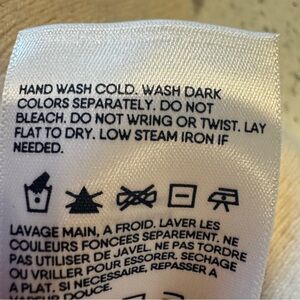 HAND WASH COLD. WASH DARK
COLORS SEPARATELY. DO NOT
BLEACH. DO NOT WRING OR TWIST. LAY
FLAT TO DRY. LOW STEAM IRON IF
NEEDED.
LAVAGE MAIN, A FROID. LAVER LES
COULEURS FONCEES SEPAREMENT. NE
PAS UTILISER DE JAVEL. NE PAS TORDRE
OU VRILLER POUR ESSORER. SECHAGE
A PLAT. SI NECESSAIRE, REPASSER A
VAPEUR DOUCE.